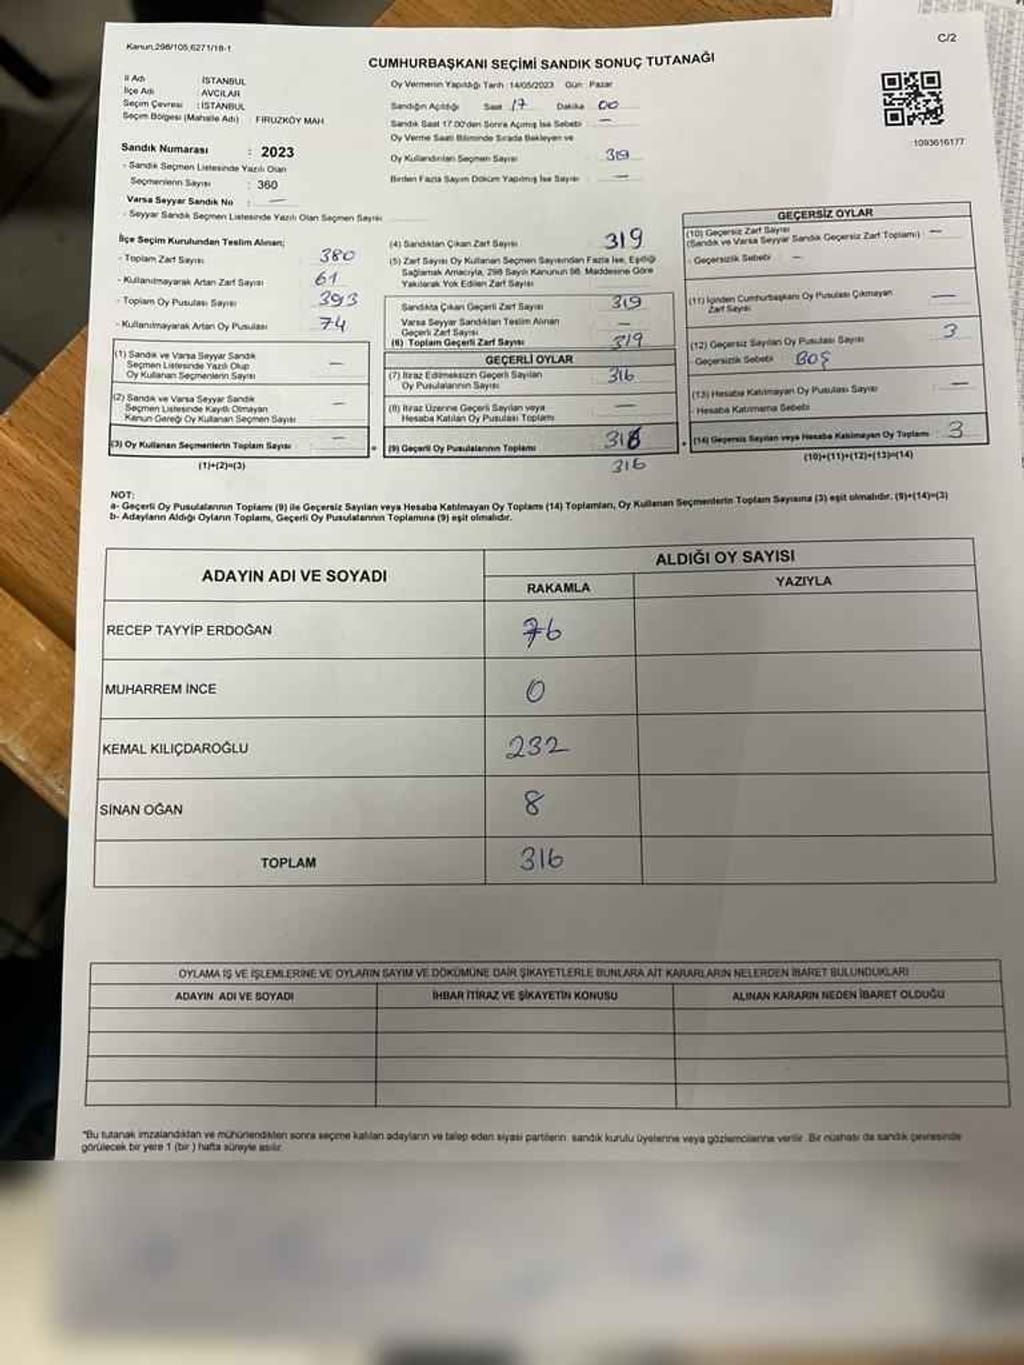 Kanun,298/105,6271/18-1
C/2
CUMHURBAŞKANI SEÇİMİ SANDIK SONUÇ TUTANAĞI
İl Adı : İSTANBUL
İlçe Adı : AVCILAR
Seçim Çevresi : İSTANBUL
Seçim Bölgesi (Mahalle Adı) : FİRUZKÖY MAH.
Sandık Numarası : 2023
- Sandık Seçmen Listesinde Yazılı Olan
Seçmenlerin Sayısı : 360
Varsa Seyyar Sandık No : —
- Seyyar Sandık Seçmen Listesinde Yazılı Olan Seçmen Sayısı
Oy Vermenin Yapıldığı Tarih :14/05/2023 Gün : Pazar
Sandığın Açıldığı Saat 17 Dakika 00
Sandık Saat 17.00'den Sonra Açılmış İse Sebebi —
Oy Verme Saati Bitiminde Sırada Bekleyen ve
Oy Kullandırılan Seçmen Sayısı 319
Birden Fazla Sayım Döküm Yapılmış İse Sayısı —
1093616177
İlçe Seçim Kurulundan Teslim Alınan;
- Toplam Zarf Sayısı 380
- Kullanılmayarak Artan Zarf Sayısı 61
- Toplam Oy Pusulası Sayısı 393
- Kullanılmayarak Artan Oy Pusulası 74
(1) Sandık ve Varsa Seyyar Sandık
Seçmen Listesinde Yazılı Olup
Oy Kullanan Seçmenlerin Sayısı —
(2) Sandık ve Varsa Seyyar Sandık
Seçmen Listesinde Kayıtlı Olmayan
Kanun Gereği Oy Kullanan Seçmen Sayısı —
(3) Oy Kullanan Seçmenlerin Toplam Sayısı —
(1)+(2)=(3)
(4) Sandıktan Çıkan Zarf Sayısı 319
(5) Zarf Sayısı Oy Kullanan Seçmen Sayısından Fazla İse, Eşitliği
Sağlamak Amacıyla, 298 Sayılı Kanunun 98. Maddesine Göre
Yakılarak Yok Edilen Zarf Sayısı
Sandıkta Çıkan Geçerli Zarf Sayısı 319
Varsa Seyyar Sandıktan Teslim Alınan
Geçerli Zarf Sayısı —
(6) Toplam Geçerli Zarf Sayısı 319
GEÇERLİ OYLAR
(7) İtiraz Edilmeksizin Geçerli Sayılan
Oy Pusulalarının Sayısı 316
(8) İtiraz Üzerine Geçerli Sayılan veya
Hesaba Katılan Oy Pusulası Toplamı —
(9) Geçerli Oy Pusulalarının Toplamı 316
316
GEÇERSİZ OYLAR
(10) Geçersiz Zarf Sayısı —
(Sandık ve Varsa Seyyar Sandık Geçersiz Zarf Toplamı)
- Geçersizlik Sebebi —
(11) İçinden Cumhurbaşkanı Oy Pusulası Çıkmayan
Zarf Sayısı —
(12) Geçersiz Sayılan Oy Pusulası Sayısı 3
- Geçersizlik Sebebi BOŞ
(13) Hesaba Katılmayan Oy Pusulası Sayısı —
- Hesaba Katılmama Sebebi
(14) Geçersiz Sayılan veya Hesaba Katılmayan Oy Toplamı 3
(10)+(11)+(12)+(13)=(14)
NOT:
a- Geçerli Oy Pusulalarının Toplamı (9) ile Geçersiz Sayılan veya Hesaba Katılmayan Oy Toplamı (14) Toplamları, Oy Kullanan Seçmenlerin Toplam Sayısına (3) eşit olmalıdır. (9)+(14)=(3)
b- Adayların Aldığı Oyların Toplamı, Geçerli Oy Pusulalarının Toplamına (9) eşit olmalıdır.
ADAYIN ADI VE SOYADI
ALDIĞI OY SAYISI
RAKAMLA YAZIYLA
RECEP TAYYİP ERDOĞAN 76
MUHARREM İNCE 0
KEMAL KILIÇDAROĞLU 232
SİNAN OĞAN 8
TOPLAM 316
OYLAMA İŞ VE İŞLEMLERİNE VE OYLARIN SAYIM VE DÖKÜMÜNE DAİR ŞİKAYETLERLE BUNLARA AİT KARARLARIN NELERDEN İBARET BULUNDUKLARI
ADAYIN ADI VE SOYADI İHBAR İTİRAZ VE ŞİKAYETİN KONUSU ALINAN KARARIN NEDEN İBARET OLDUĞU
*Bu tutanak imzalandıktan ve mühürlendikten sonra seçime katılan adayların ve talep eden siyasi partilerin sandık kurulu üyelerine veya gözlemcilerine verilir. Bir nüshası da sandık çevresinde
görülecek bir yere 1 (bir ) hafta süreyle asılır.